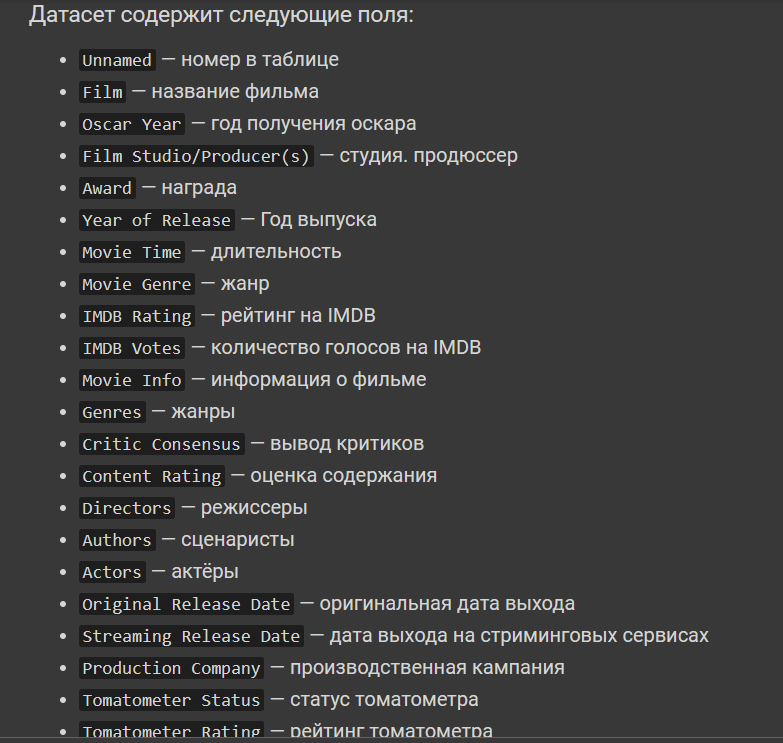 Датасет содержит следующие поля:
Unnamed — номер в таблице
Film — название фильма
Oscar Year — год получения оскара
Film Studio/Producer(s) — студия. продюссер
Award — награда
Year of Release — Год выпуска
Movie Time — длительность
Movie Genre — жанр
IMDB Rating — рейтинг на IMDB
IMDB Votes — количество голосов на IMDB
Movie Info — информация о фильме
Genres — жанры
Critic Consensus — вывод критиков
Content Rating — оценка содержания
Directors — режиссеры
Authors — сценаристы
Actors — актёры
Original Release Date — оригинальная дата выхода
Streaming Release Date — дата выхода на стриминговых сервисах
Production Company — производственная кампания
Tomatometer Status — статус томатометра
Tomatometer Rating — рейтинг томатометра